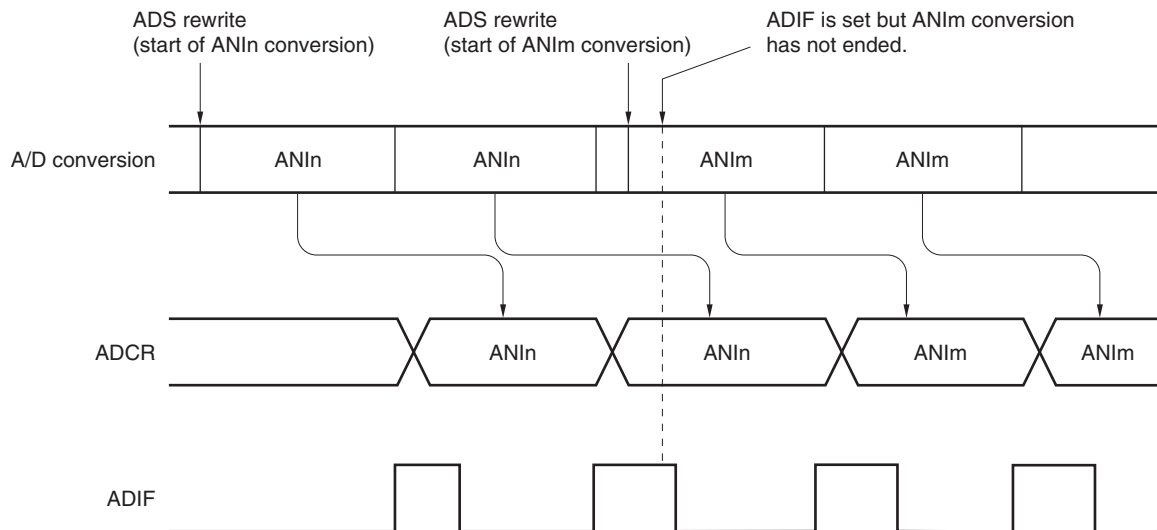 ADS rewrite
(start of ANIn conversion)
ADS rewrite
(start of ANIm conversion)
ADIF is set but ANIm conversion
has not ended.
A/D conversion
ANIn
ANIn
ANIm
ANIm
ADCR
ANIn
ANIn
ANIm
ANIm
ADIF